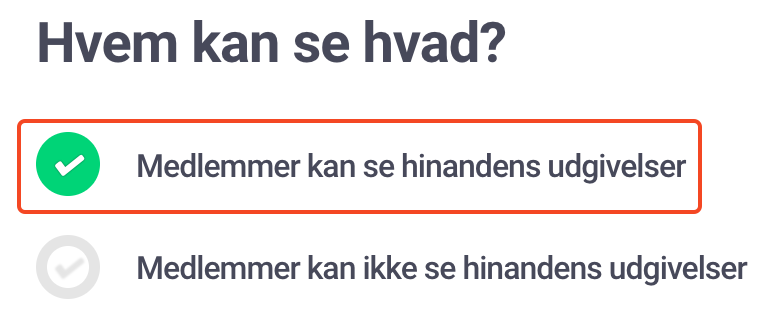 Hvem kan se hvad?
Medlemmer kan se hinandens udgivelser
Medlemmer kan ikke se hinandens udgivelser